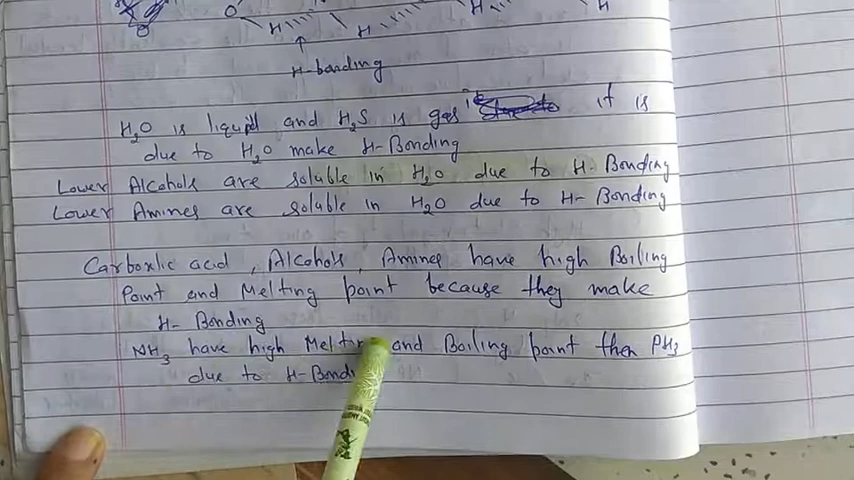 O H H H H
H-bonding
H₂O is liquid and H₂S is gas it is
due to H₂O make H-Bonding
Lower Alcohols are soluble in H₂O due to H-Bonding
Lower Amines are soluble in H₂O due to H-Bonding
Carboxlic acid, Alcohols, Amines have high Boiling
Point and Melting point because they make
H-Bonding
NH₃ have high Melting and Boiling point then PH₃
due to H-Bondi